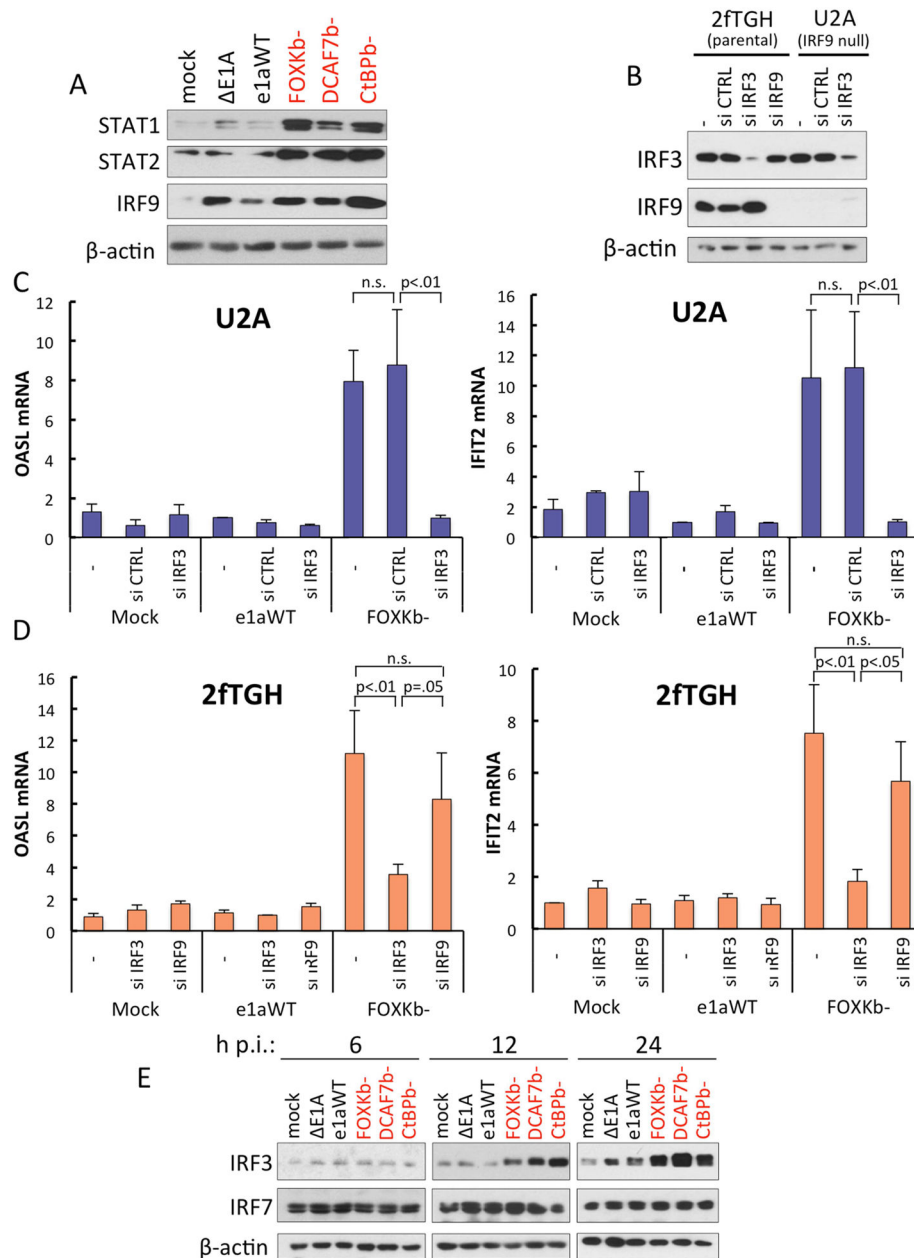 A
mock
ΔE1A
e1aWT
FOXKb-
DCAF7b-
CtBPb-
STAT1
STAT2
IRF9
β-actin
B
2fTGH
(parental)
U2A
(IRF9 null)
-
si CTRL
si IRF3
si IRF9
-
si CTRL
si IRF3
IRF3
IRF9
β-actin
C
U2A
OASL mRNA
12
10
8
6
4
2
0
n.s.
p<.01
-
si CTRL
si IRF3
-
si CTRL
si IRF3
-
si CTRL
si IRF3
Mock
e1aWT
FOXKb-
U2A
IFIT2 mRNA
16
14
12
10
8
6
4
2
0
n.s.
p<.01
-
si CTRL
si IRF3
-
si CTRL
si IRF3
-
si CTRL
si IRF3
Mock
e1aWT
FOXKb-
D
2fTGH
OASL mRNA
16
14
12
10
8
6
4
2
0
n.s.
p<.01
p=.05
-
si IRF3
si IRF9
-
si IRF3
si IRF9
-
si IRF3
si IRF9
Mock
e1aWT
FOXKb-
2fTGH
IFIT2 mRNA
10
8
6
4
2
0
n.s.
p<.01
p<.05
-
si IRF3
si IRF9
-
si IRF3
si IRF9
-
si IRF3
si IRF9
Mock
e1aWT
FOXKb-
E
h p.i.:
6
12
24
mock
ΔE1A
e1aWT
FOXKb-
DCAF7b-
CtBPb-
mock
ΔE1A
e1aWT
FOXKb-
DCAF7b-
CtBPb-
mock
ΔE1A
e1aWT
FOXKb-
DCAF7b-
CtBPb-
IRF3
IRF7
β-actin